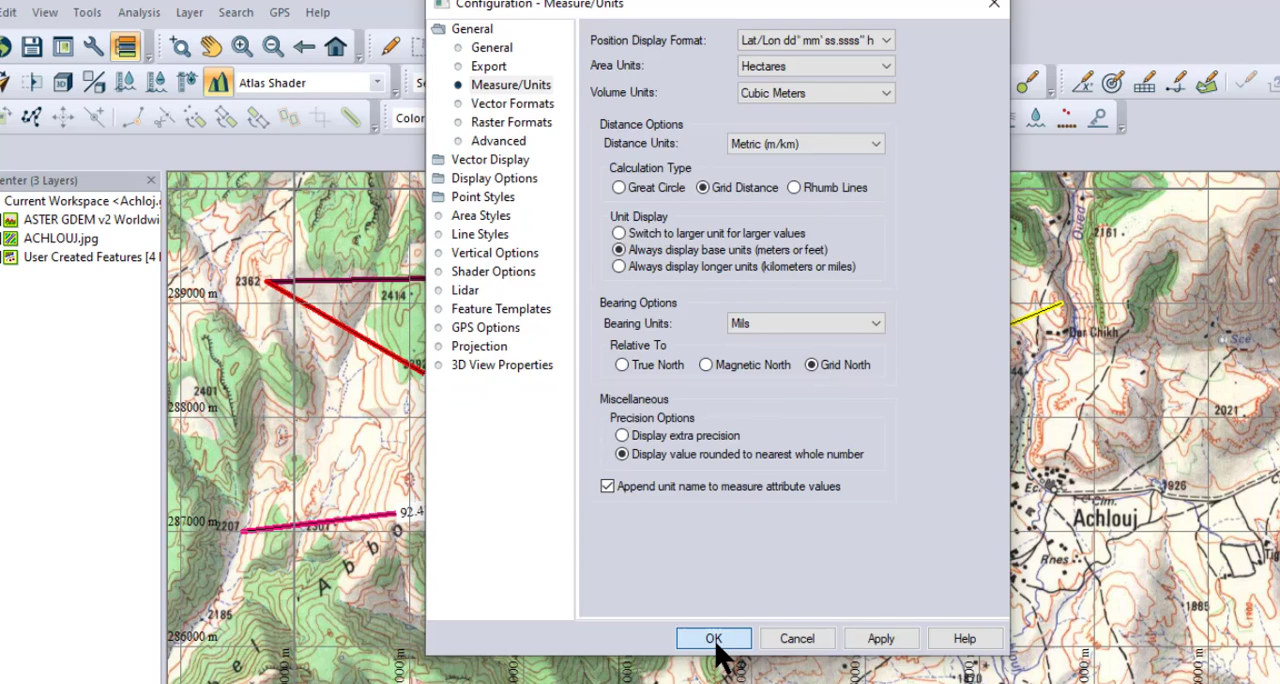 Edit View Tools Analysis Layer Search GPS Help
Configuration - Measure/Units
Atlas Shader
Color
enter (3 Layers)
Current Workspace <Achloj.
ASTER GDEM v2 Worldwi
ACHLOUJ.jpg
User Created Features [4
General
General
Export
Measure/Units
Vector Formats
Raster Formats
Advanced
Vector Display
Display Options
Point Styles
Area Styles
Line Styles
Vertical Options
Shader Options
Lidar
Feature Templates
GPS Options
Projection
3D View Properties
Position Display Format: Lat/Lon dd° mm' ss.ssss" h
Area Units: Hectares
Volume Units: Cubic Meters
Distance Options
Distance Units: Metric (m/km)
Calculation Type
Great Circle Grid Distance Rhumb Lines
Unit Display
Switch to larger unit for larger values
Always display base units (meters or feet)
Always display longer units (kilometers or miles)
Bearing Options
Bearing Units: Mils
Relative To
True North Magnetic North Grid North
Miscellaneous
Precision Options
Display extra precision
Display value rounded to nearest whole number
Append unit name to measure attribute values
OK Cancel Apply Help
2362
289000 m
2414
2401
288000 m
287000 m
2207
2307
92.4
A b b o
2185
286000 m
e l
Oued
2161
Dar Chikh
2021
1926
Cim.
Achlouj
Rnes
1985